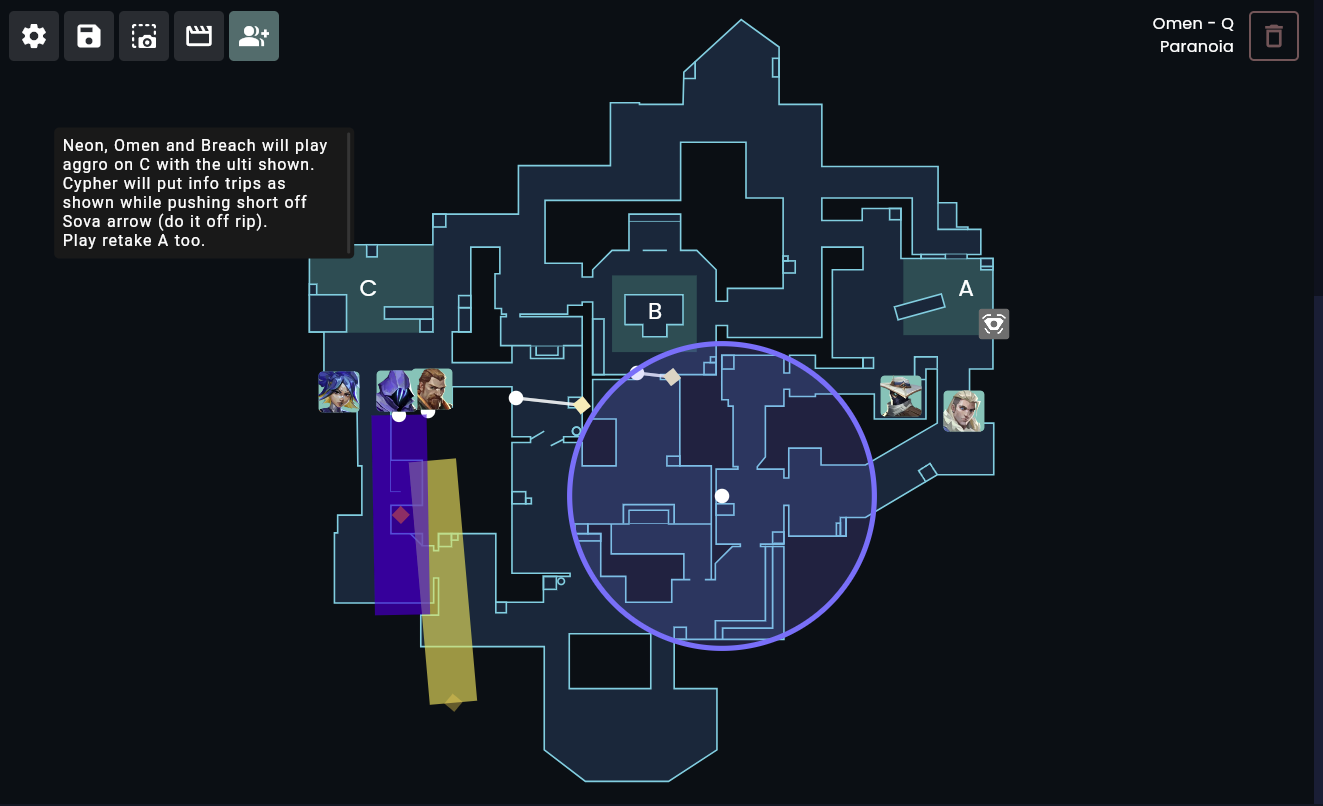 Omen - Q
Paranoia
Neon, Omen and Breach will play
aggro on C with the ulti shown.
Cypher will put info trips as
shown while pushing short off
Sova arrow (do it off rip).
Play retake A too.
C
B
A